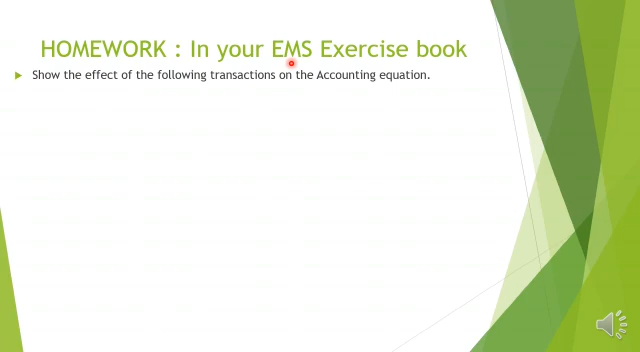 HOMEWORK : In your EMS Exercise book
Show the effect of the following transactions on the Accounting equation.